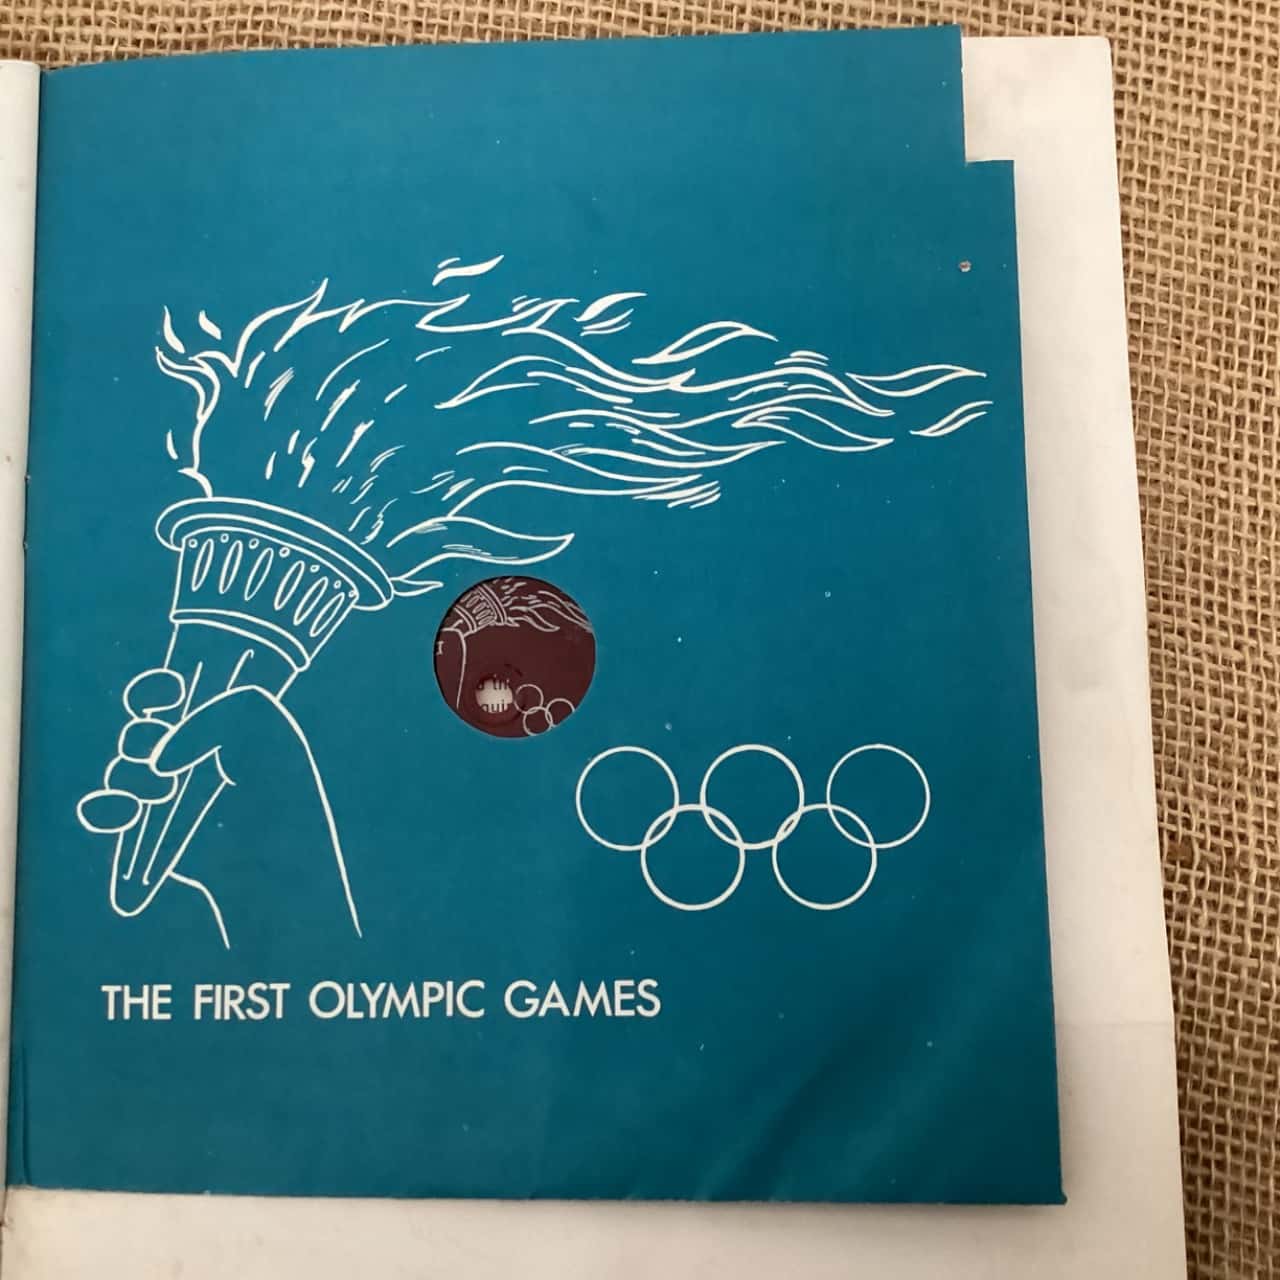 THE FIRST OLYMPIC GAMES